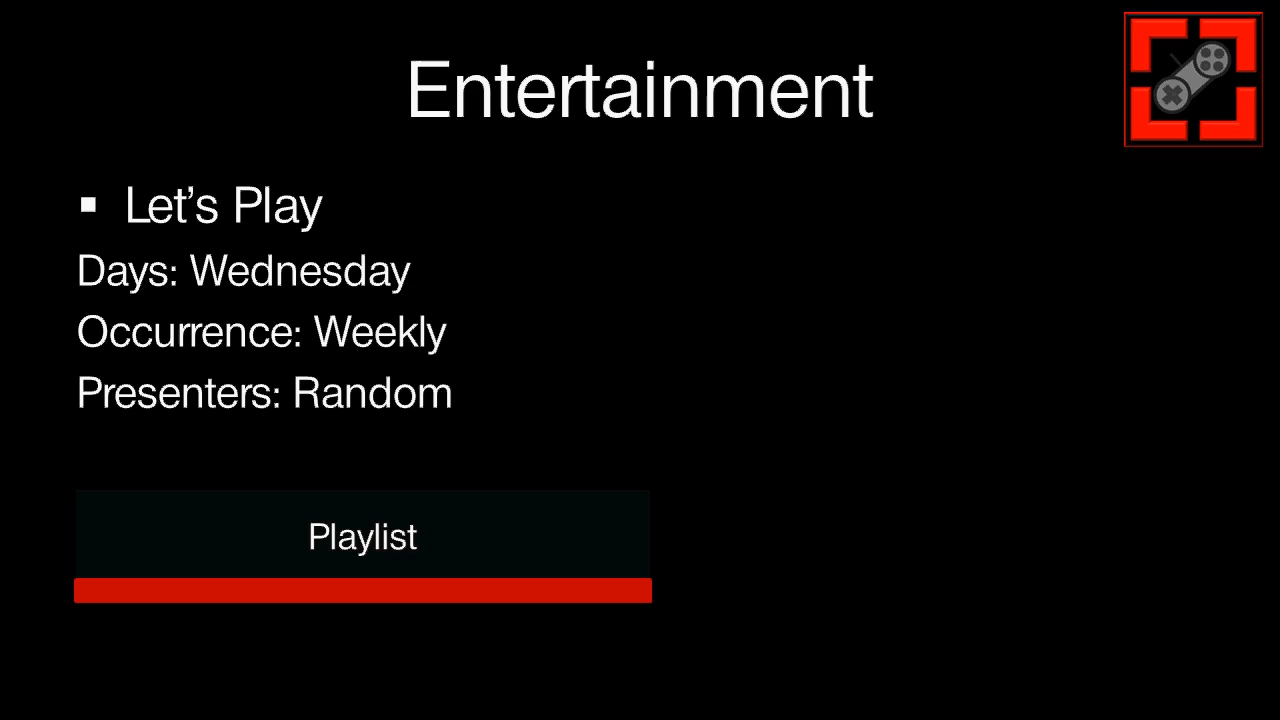 Entertainment
▪ Let’s Play
Days: Wednesday
Occurrence: Weekly
Presenters: Random
Playlist